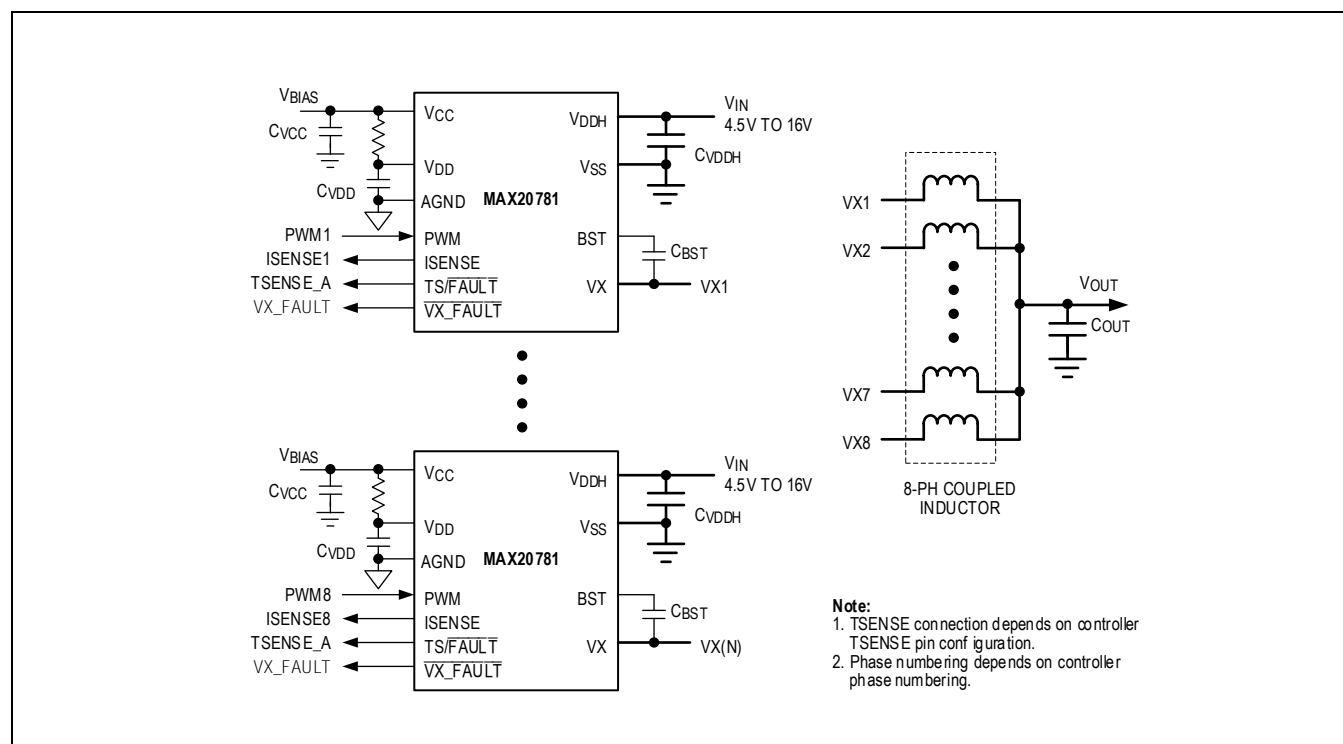 VBIAS
CVCC
VCC
VDD
CVDD
AGND
MAX20781
PWM1
PWM
ISENSE1
ISENSE
TSENSE_A
TS/FAULT
VX_FAULT
VX_FAULT
VDDH
VIN
4.5V TO 16V
CVDDH
VSS
BST
CBST
VX
VX1
VBIAS
CVCC
VCC
VDD
CVDD
AGND
MAX20781
PWM8
PWM
ISENSE8
ISENSE
TSENSE_A
TS/FAULT
VX_FAULT
VX_FAULT
VDDH
VIN
4.5V TO 16V
CVDDH
VSS
BST
CBST
VX
VX(N)
VX1
VX2
VX7
VX8
VOUT
COUT
8-PH COUPLED
INDUCTOR
Note:
1. TSENSE connection depends on controller
TSENSE pin configuration.
2. Phase numbering depends on controller
phase numbering.